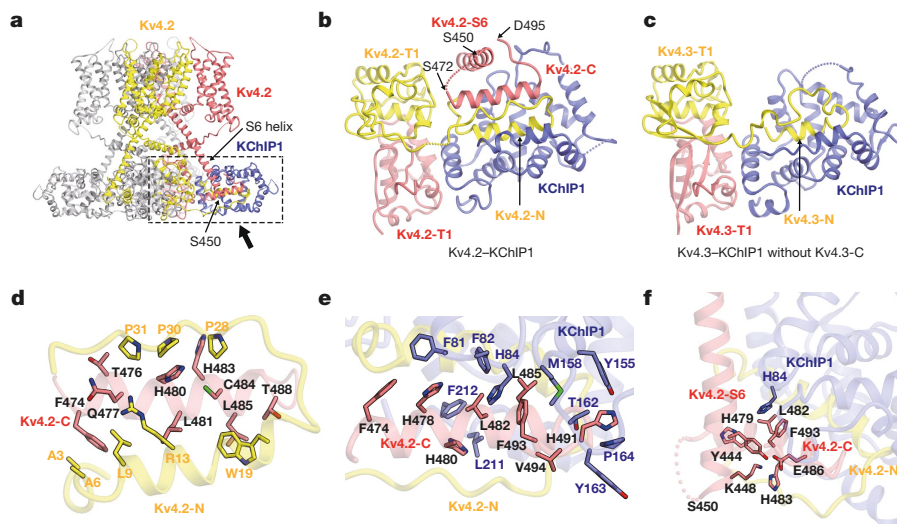 a
Kv4.2
Kv4.2
S6 helix
KChIP1
S450
b
Kv4.2-S6
D495
S450
Kv4.2-T1
S472
Kv4.2-C
KChIP1
Kv4.2-N
Kv4.2-T1
Kv4.2–KChIP1
c
Kv4.3-T1
KChIP1
Kv4.3-N
Kv4.3-T1
Kv4.3–KChIP1 without Kv4.3-C
d
P31 P30 P28
T476
H483
F474
H480
C484
T488
Q477
L485
Kv4.2-C
L481
A3
R13
W19
A6
L9
Kv4.2-N
e
F81 F82
KChIP1
H84
M158
Y155
L485
F212
T162
F474
H478
L482
Kv4.2-C
F493
H491
P164
H480
L211
V494
Y163
Kv4.2-N
f
KChIP1
H84
Kv4.2-S6
H479
L482
F493
Y444
Kv4.2-C
E486
Kv4.2-N
K448
S450
H483